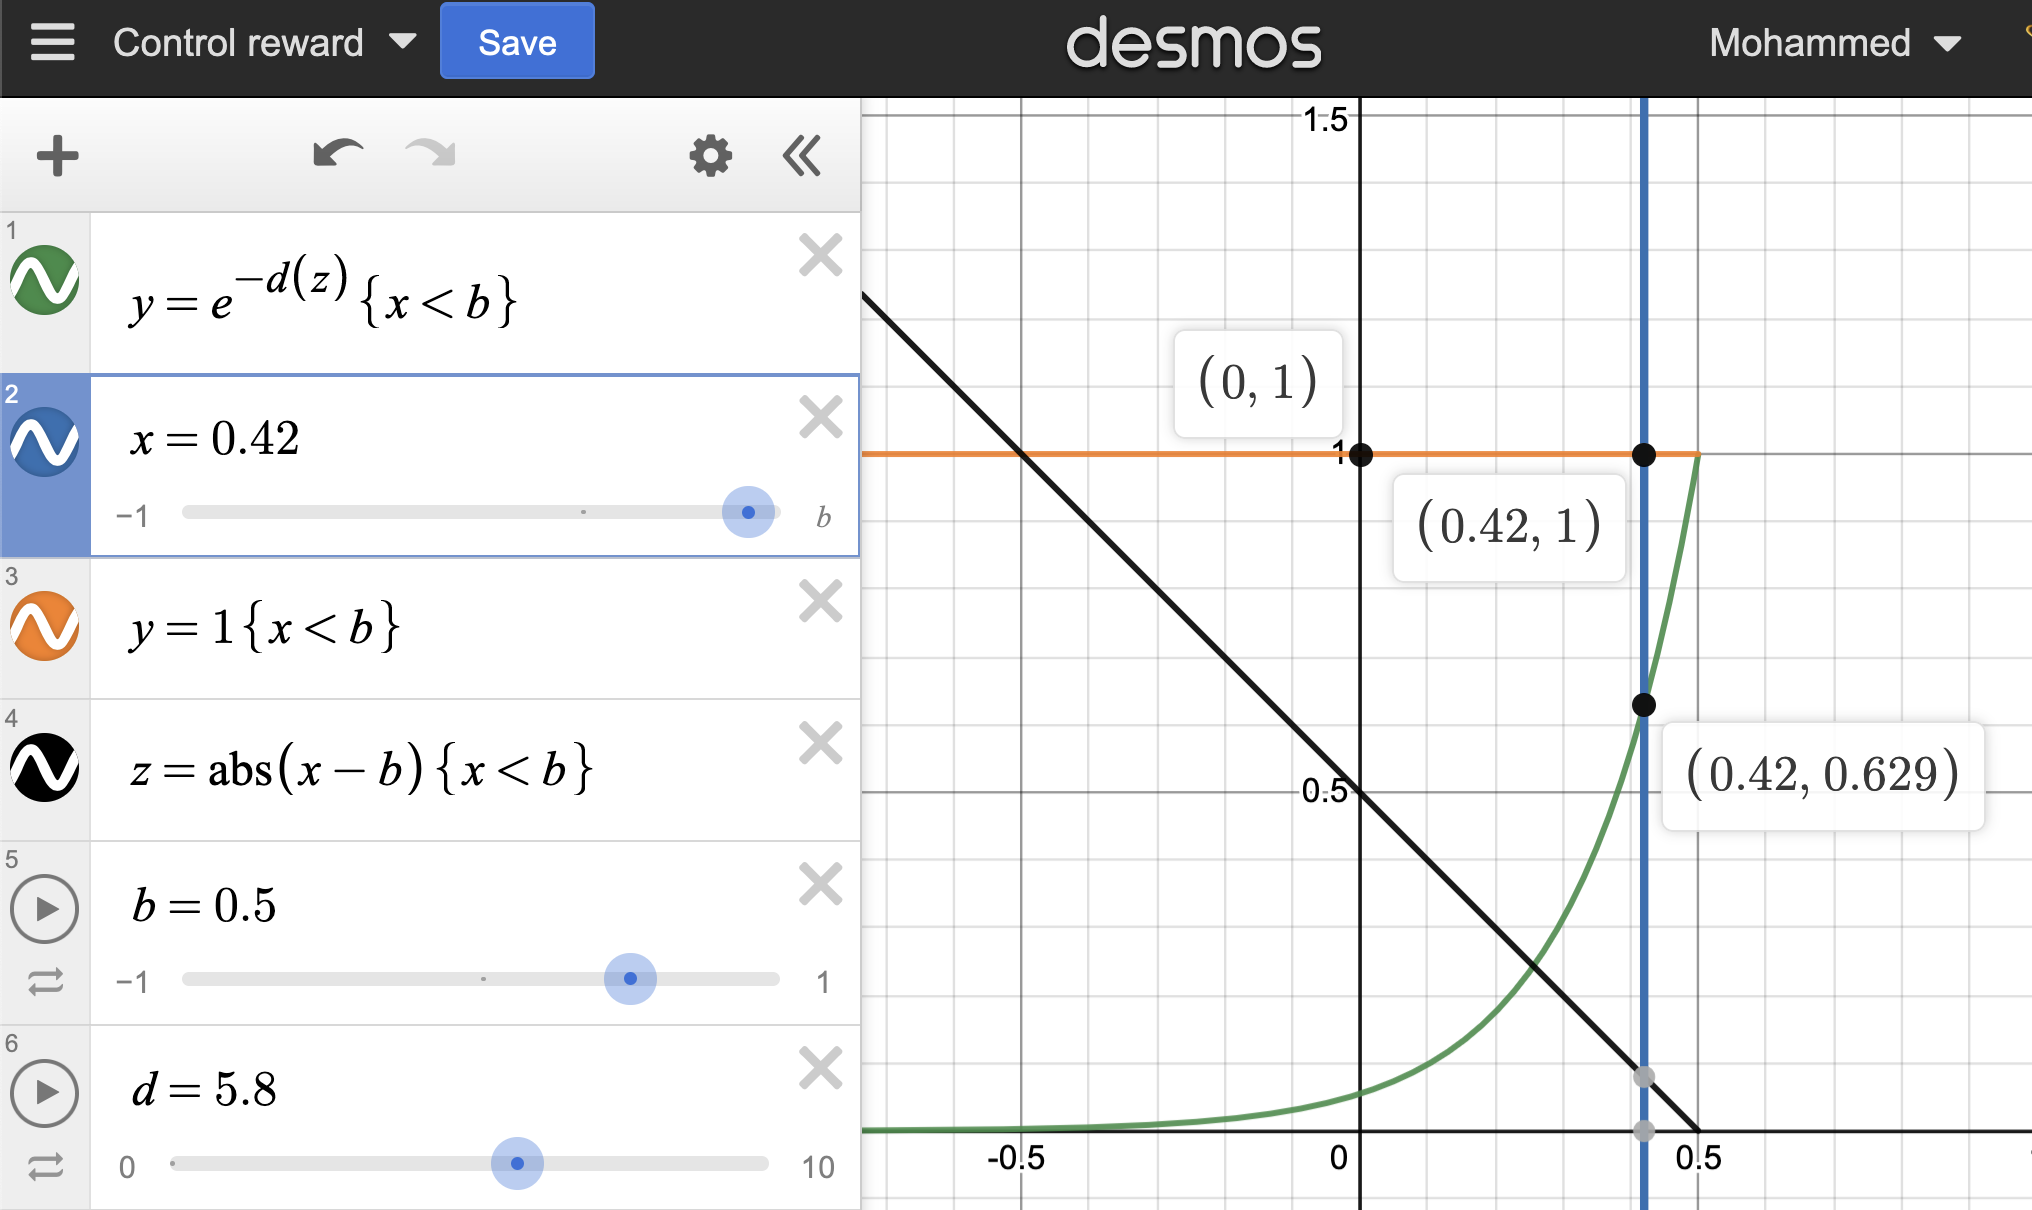 Control reward
Save
desmos
Mohammed
1
y = e^{-d(z)} {x < b}
2
x = 0.42
−1
b
3
y = 1 {x < b}
4
z = abs(x − b) {x < b}
5
b = 0.5
−1
1
6
d = 5.8
0
10
1.5
(0, 1)
1
(0.42, 1)
0.5
(0.42, 0.629)
-0.5
0
0.5